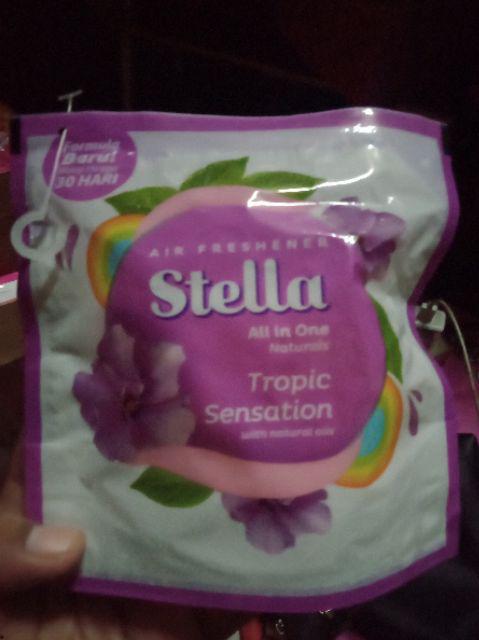 Formula
Baru!
30 HARI
AIR FRESHENER
Stella
All in One
Naturals
Tropic
Sensation
with natural oils